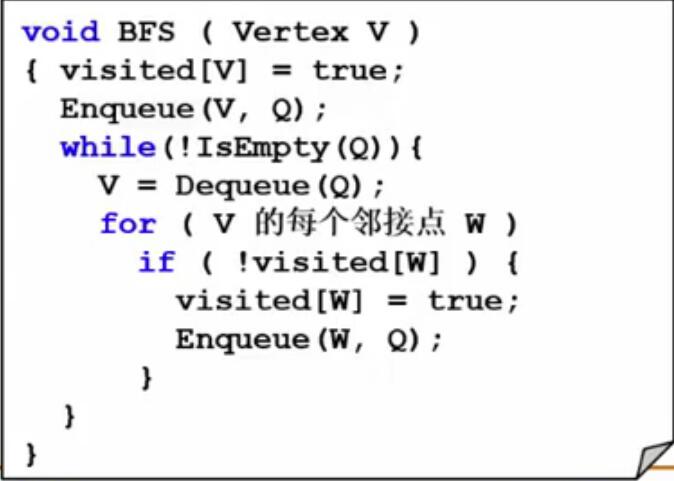 void BFS ( Vertex V )
{ visited[V] = true;
  Enqueue(V, Q);
  while(!IsEmpty(Q)){
    V = Dequeue(Q);
    for ( V 的每个邻接点 W )
      if ( !visited[W] ) {
        visited[W] = true;
        Enqueue(W, Q);
      }
  }
}